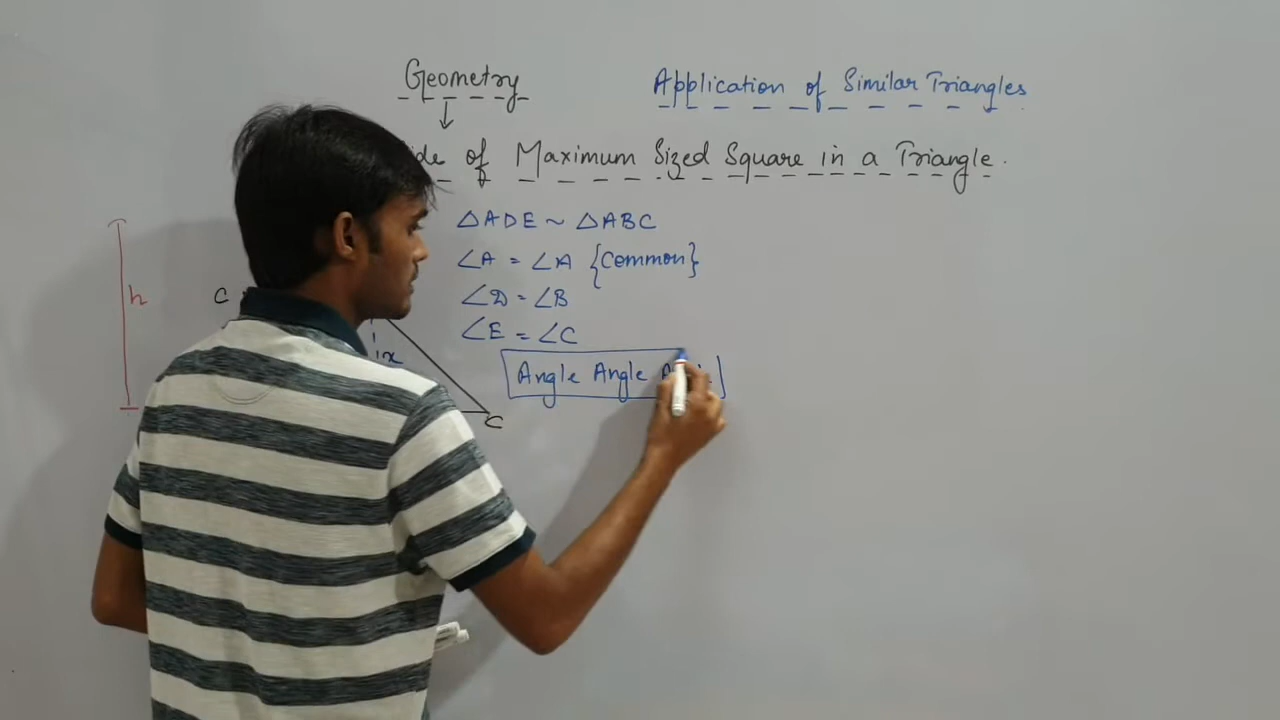 Geometry
Application of Similar Triangles
of Maximum Sized Square in a Triangle.
△ADE ~ △ABC
∠A = ∠A {Common}
∠D = ∠B
∠E = ∠C
Angle Angle
h
c
x
C